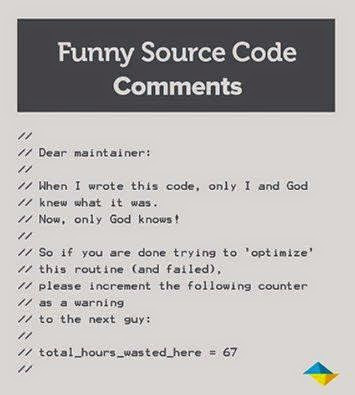 Funny Source Code
Comments
//
// Dear maintainer:
//
// When I wrote this code, only I and God
// knew what it was.
// Now, only God knows!
//
// So if you are done trying to 'optimize'
// this routine (and failed),
// please increment the following counter
// as a warning
// to the next guy:
//
// total_hours_wasted_here = 67
//